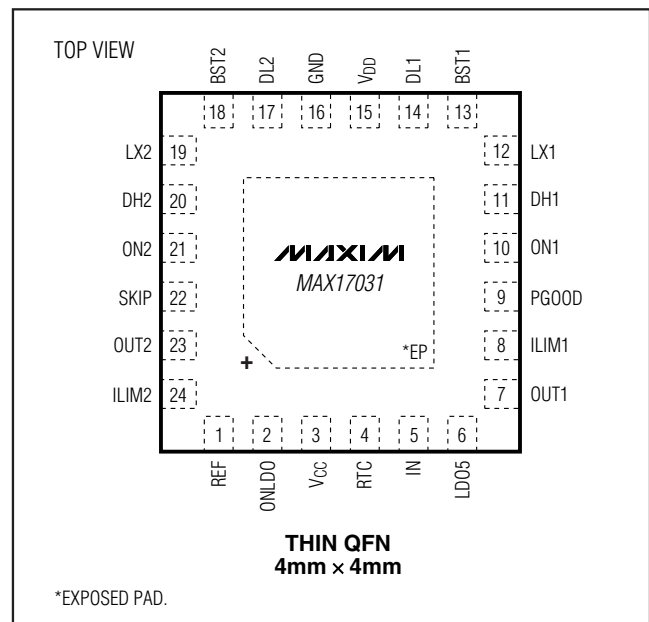 TOP VIEW
BST2 DL2 GND VDD DL1 BST1
18 17 16 15 14 13
LX2 19 12 LX1
DH2 20 11 DH1
ON2 21 10 ON1
MAXIM
MAX17031
SKIP 22 9 PGOOD
OUT2 23 8 ILIM1
+ *EP
ILIM2 24 7 OUT1
1 2 3 4 5 6
REF ONLDO VCC RTC IN LDO5
THIN QFN
4mm × 4mm
*EXPOSED PAD.